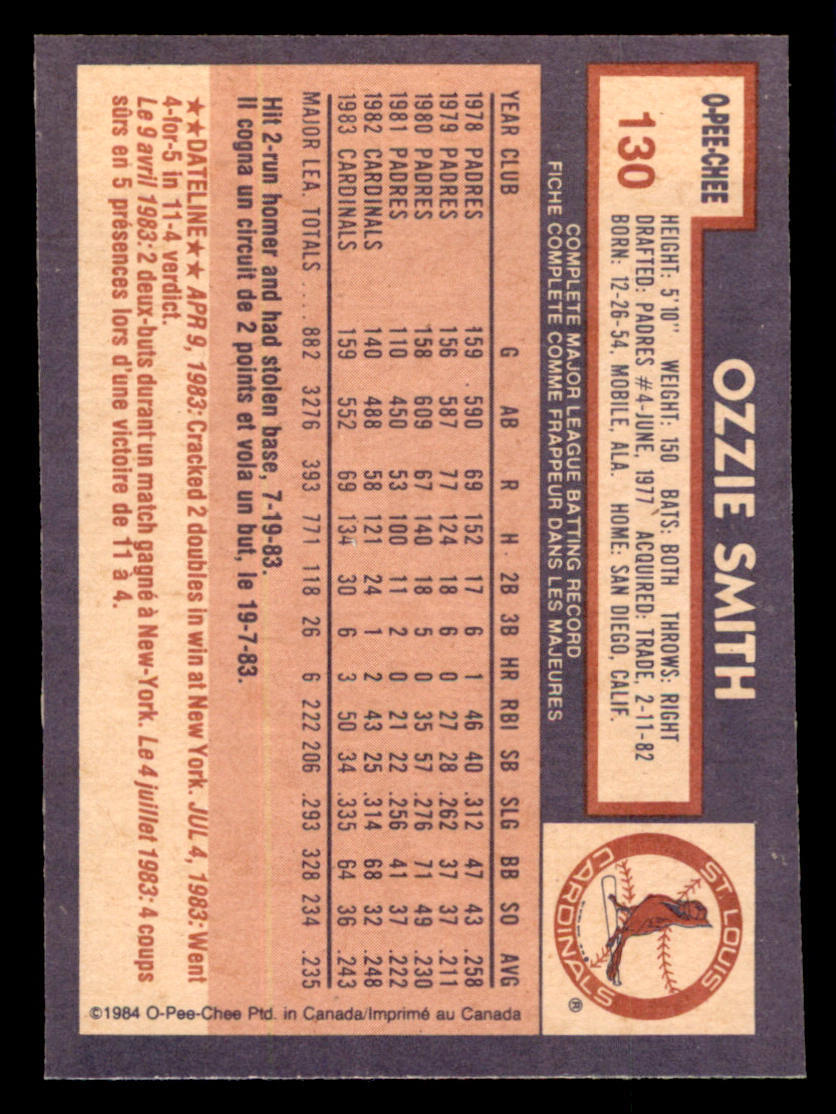 O-PEE-CHEE
130
OZZIE SMITH
HEIGHT: 5'10" WEIGHT: 150 BATS: BOTH THROWS: RIGHT
DRAFTED: PADRES #4-JUNE, 1977 ACQUIRED: TRADE, 2-11-82
BORN: 12-26-54, MOBILE, ALA. HOME: SAN DIEGO, CALIF.
ST. LOUIS
CARDINALS
®
COMPLETE MAJOR LEAGUE BATTING RECORD
FICHE COMPLETE COMME FRAPPEUR DANS LES MAJEURES
YEAR CLUB G AB R H 2B 3B HR RBI SB SLG BB SO AVG
1978 PADRES 159 590 69 152 17 6 1 46 40 .312 47 43 .258
1979 PADRES 156 587 77 124 18 6 0 27 28 .262 37 37 .211
1980 PADRES 158 609 67 140 18 5 0 35 57 .276 71 49 .230
1981 PADRES 110 450 53 100 11 2 0 21 22 .256 41 37 .222
1982 CARDINALS 140 488 58 121 24 1 2 43 25 .314 68 32 .248
1983 CARDINALS 159 552 69 134 30 6 3 50 34 .335 64 36 .243
MAJOR LEA. TOTALS .... 882 3276 393 771 118 26 6 222 206 .293 328 234 .235
Hit 2-run homer and had stolen base, 7-19-83.
Il cogna un circuit de 2 points et vola un but, le 19-7-83.
★★DATELINE★★ APR 9, 1983: Cracked 2 doubles in win at New York. JUL 4, 1983: Went
4-for-5 in 11-4 verdict.
Le 9 avril 1983: 2 deux-buts durant un match gagné à New-York. Le 4 juillet 1983: 4 coups
sûrs en 5 présences lors d'une victoire de 11 à 4.
©1984 O-Pee-Chee Ptd. in Canada/Imprimé au Canada